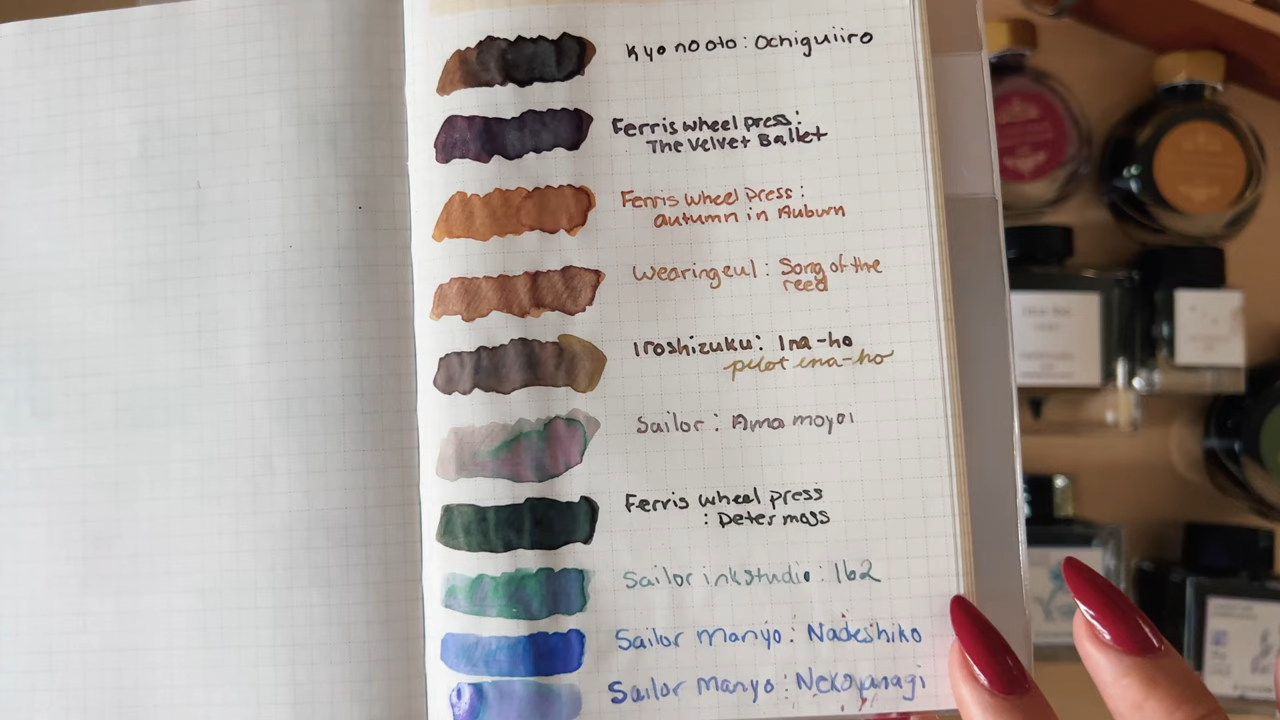 Kyo no oto: Ochiguiiro
Ferris wheel press:
The Velvet Ballet
Ferris wheel press:
autumn in Auburn
Wearingeul: Song of the
reed
Iroshizuku: Ina-ho
pilot ina-ho
Sailor: Ama moyoi
Ferris wheel press
: Peter moss
Sailor inkstudio: 162
Sailor Manyo: Nadeshiko
Sailor Manyo: Nekoyanagi